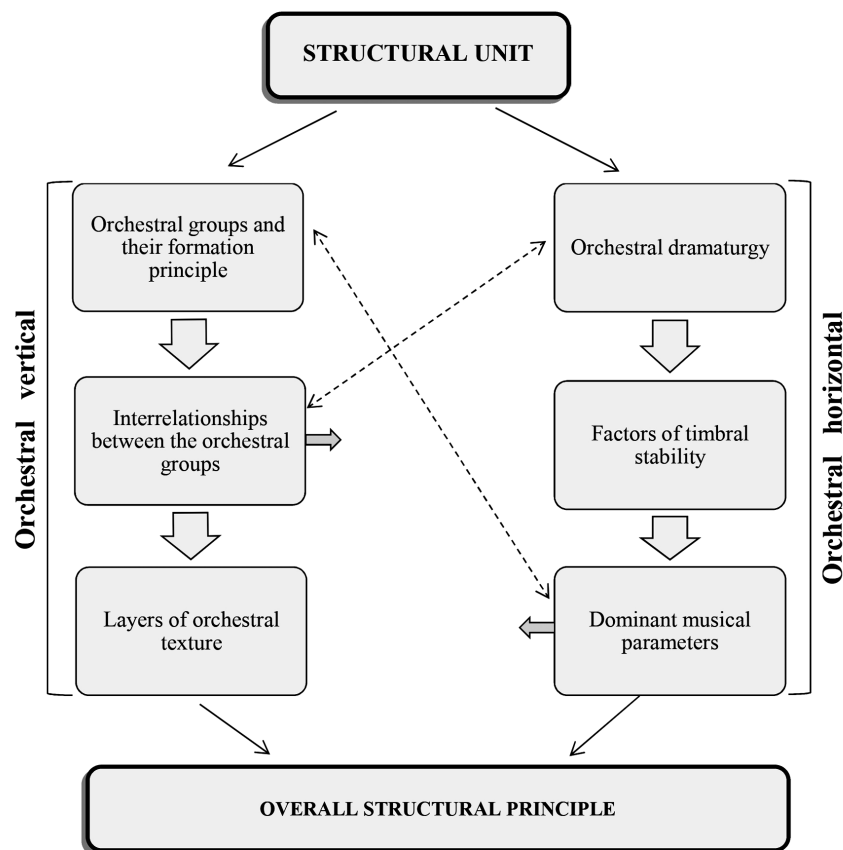 STRUCTURAL UNIT
Orchestral vertical
Orchestral groups and
their formation
principle
Interrelationships
between the orchestral
groups
Layers of orchestral
texture
Orchestral dramaturgy
Factors of timbral
stability
Dominant musical
parameters
Orchestral horizontal
OVERALL STRUCTURAL PRINCIPLE